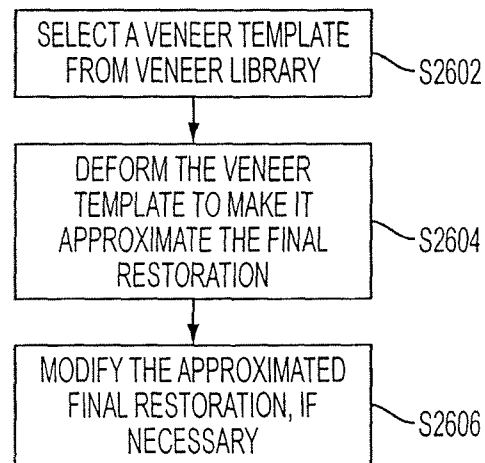 SELECT A VENEER TEMPLATE
FROM VENEER LIBRARY
S2602
DEFORM THE VENEER
TEMPLATE TO MAKE IT
APPROXIMATE THE FINAL
RESTORATION
S2604
MODIFY THE APPROXIMATED
FINAL RESTORATION, IF
NECESSARY
S2606